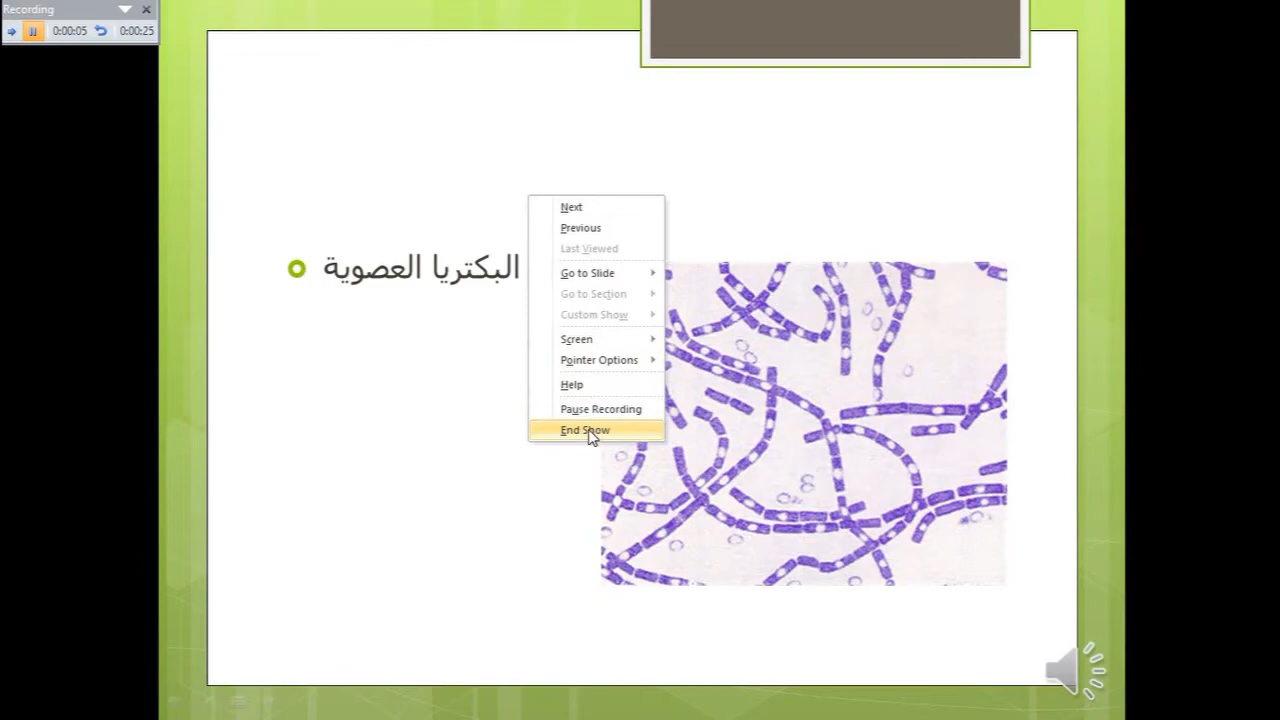 Recording
0:00:05 0:00:25
البكتريا العصوية
Next
Previous
Last Viewed
Go to Slide
Go to Section
Custom Show
Screen
Pointer Options
Help
Pause Recording
End Show